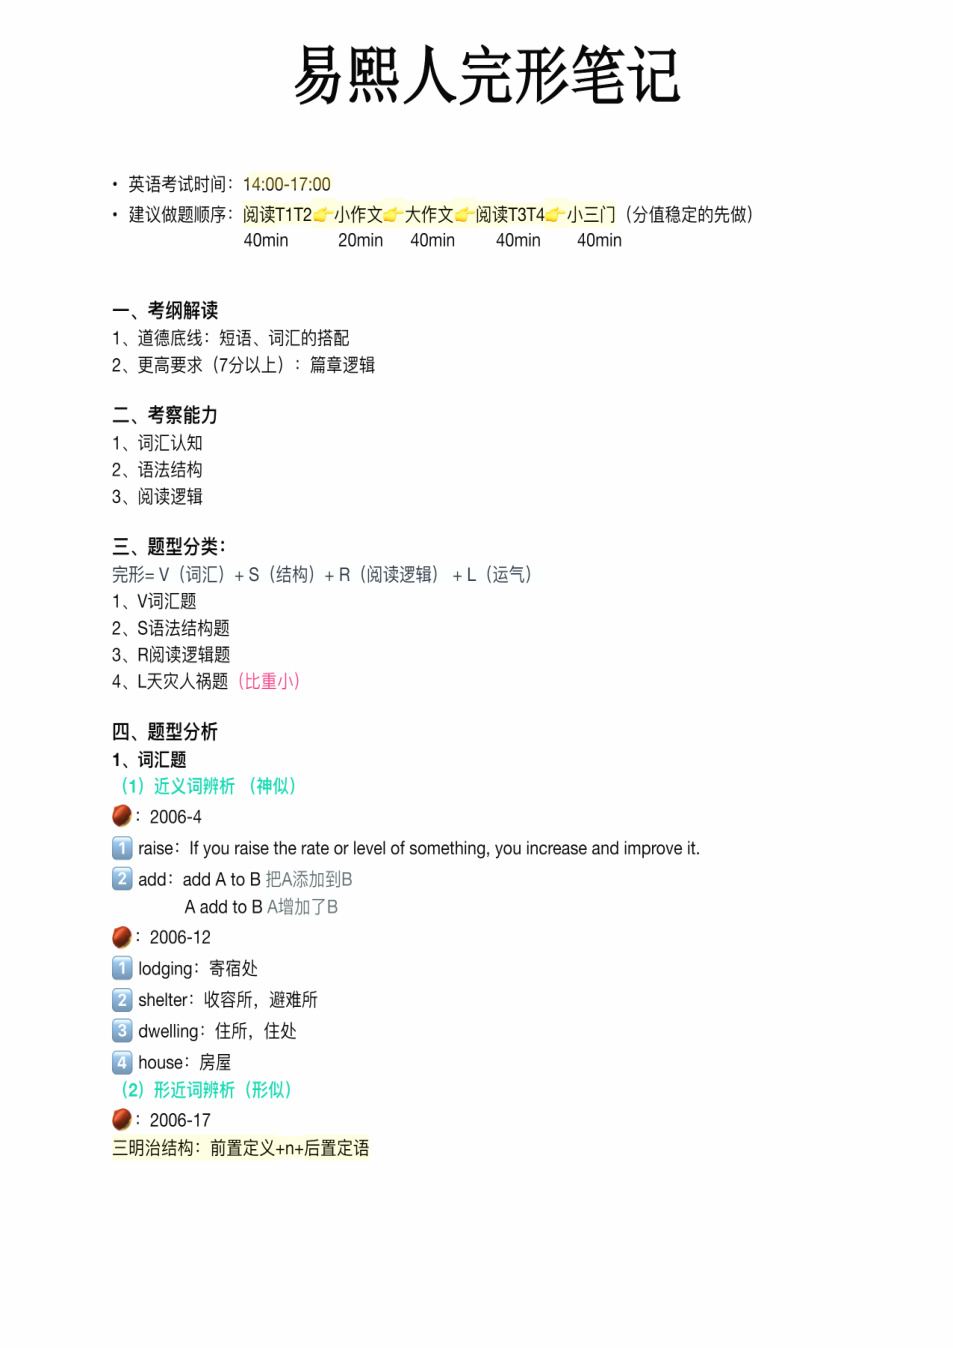 易熙人完形笔记
• 英语考试时间：14:00-17:00
• 建议做题顺序：阅读T1T2👉小作文👉大作文👉阅读T3T4👉小三门（分值稳定的先做）
40min 20min 40min 40min 40min
一、考纲解读
1、道德底线：短语、词汇的搭配
2、更高要求（7分以上）：篇章逻辑
二、考察能力
1、词汇认知
2、语法结构
3、阅读逻辑
三、题型分类：
完形= V（词汇）+ S（结构）+ R（阅读逻辑） + L（运气）
1、V词汇题
2、S语法结构题
3、R阅读逻辑题
4、L天灾人祸题（比重小）
四、题型分析
1、词汇题
（1）近义词辨析 （神似）
🌰：2006-4
1️⃣ raise：If you raise the rate or level of something, you increase and improve it.
2️⃣ add：add A to B 把A添加到B
A add to B A增加了B
🌰：2006-12
1️⃣ lodging：寄宿处
2️⃣ shelter：收容所，避难所
3️⃣ dwelling：住所，住处
4️⃣ house：房屋
（2）形近词辨析（形似）
🌰：2006-17
三明治结构：前置定义+n+后置定语